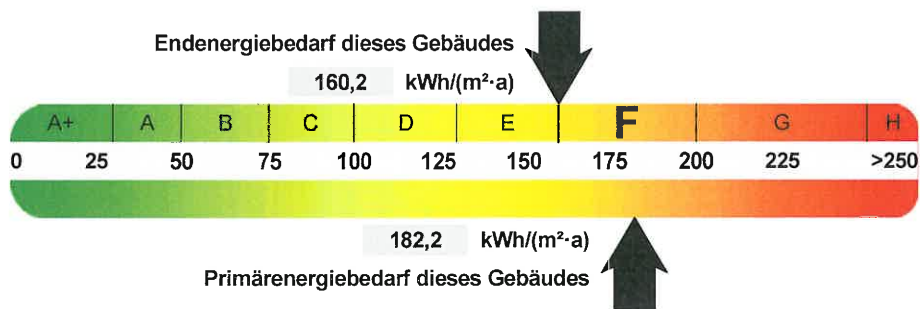 Endenergiebedarf dieses Gebäudes
160,2 kWh/(m²·a)
A+ A B C D E F G H
0 25 50 75 100 125 150 175 200 225 >250
182,2 kWh/(m²·a)
Primärenergiebedarf dieses Gebäudes